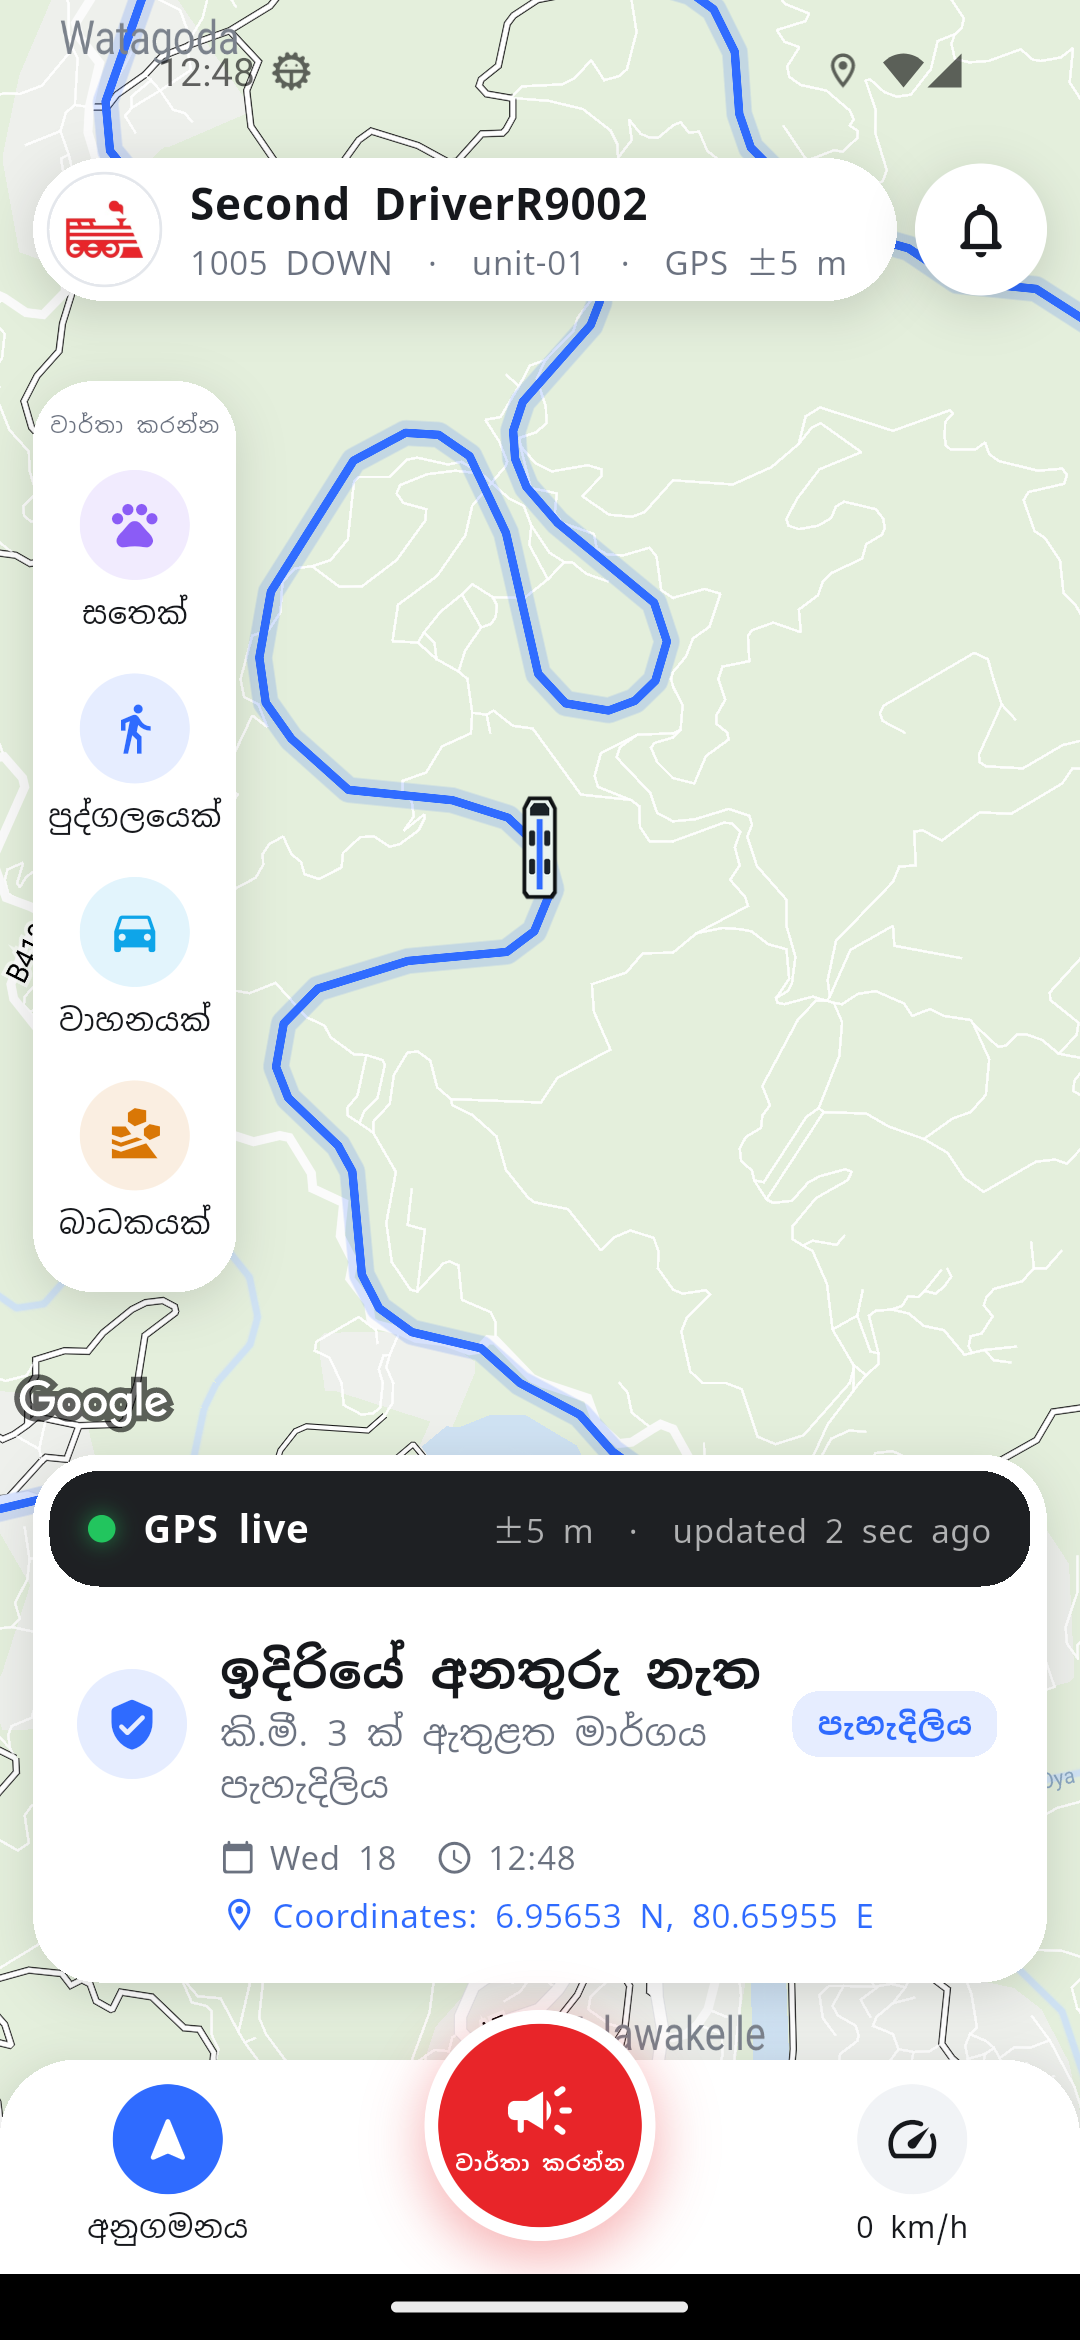 Watagoda
12:48
Second DriverR9002
1005 DOWN · unit-01 · GPS ±5 m
වාර්තා කරන්න
සතෙක්
පුද්ගලයෙක්
වාහනයක්
බාධකයක්
Google
GPS live
±5 m · updated 2 sec ago
ඉදිරියේ අනතුරු නැත
කි.මී. 3 ක් ඇතුළත මාර්ගය
පැහැදිලිය
පැහැදිලිය
Wed 18
12:48
Coordinates: 6.95653 N, 80.65955 E
වාර්තා කරන්න
අනුගමනය
0 km/h